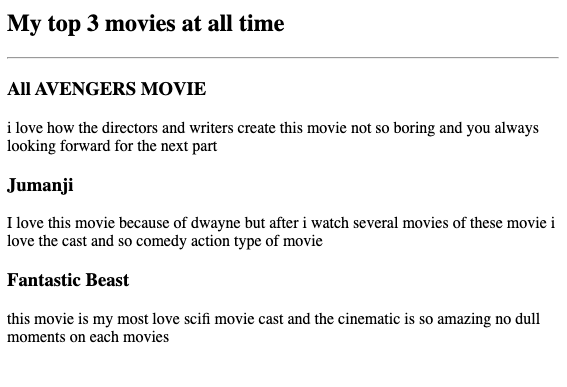 My top 3 movies at all time
All AVENGERS MOVIE
i love how the directors and writers create this movie not so boring and you always
looking forward for the next part
Jumanji
I love this movie because of dwayne but after i watch several movies of these movie i
love the cast and so comedy action type of movie
Fantastic Beast
this movie is my most love scifi movie cast and the cinematic is so amazing no dull
moments on each movies